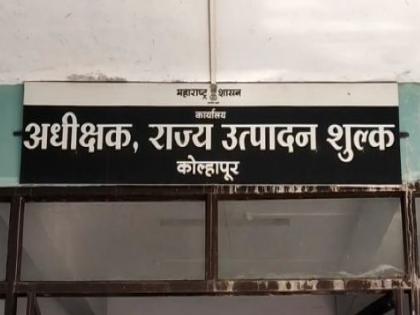 महाराष्ट्र शासन
कार्यालय
अधीक्षक, राज्य उत्पादन शुल्क
कोल्हापूर